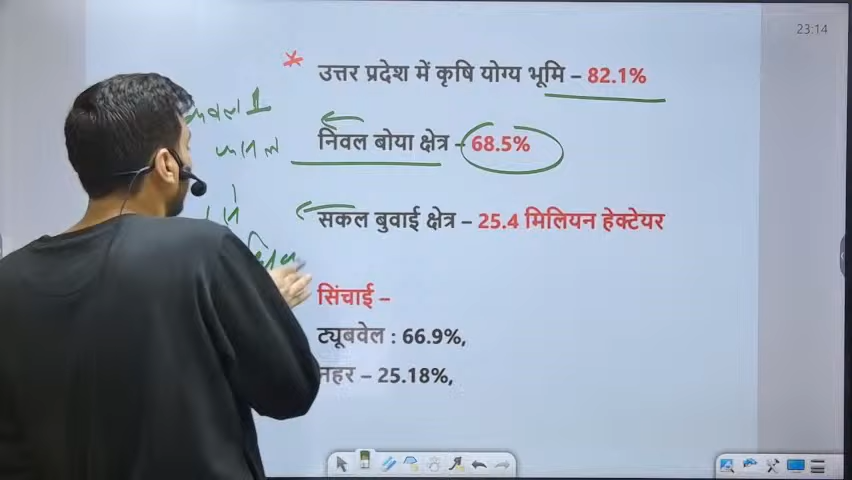 23:14
* उत्तर प्रदेश में कृषि योग्य भूमि – 82.1%
निवल बोया क्षेत्र – 68.5%
सकल बुवाई क्षेत्र – 25.4 मिलियन हेक्टेयर
सिंचाई –
ट्यूबवेल : 66.9%,
नहर – 25.18%,